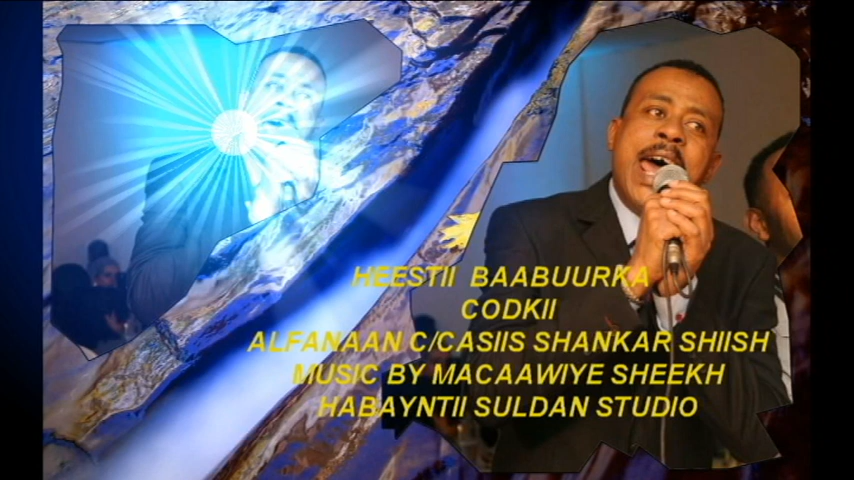 HEESTII BAABUURKA
CODKII
ALFANAAN C/CASIIS SHANKAR SHIISH
MUSIC BY MACAAWIYE SHEEKH
HABAYNTII SULDAN STUDIO